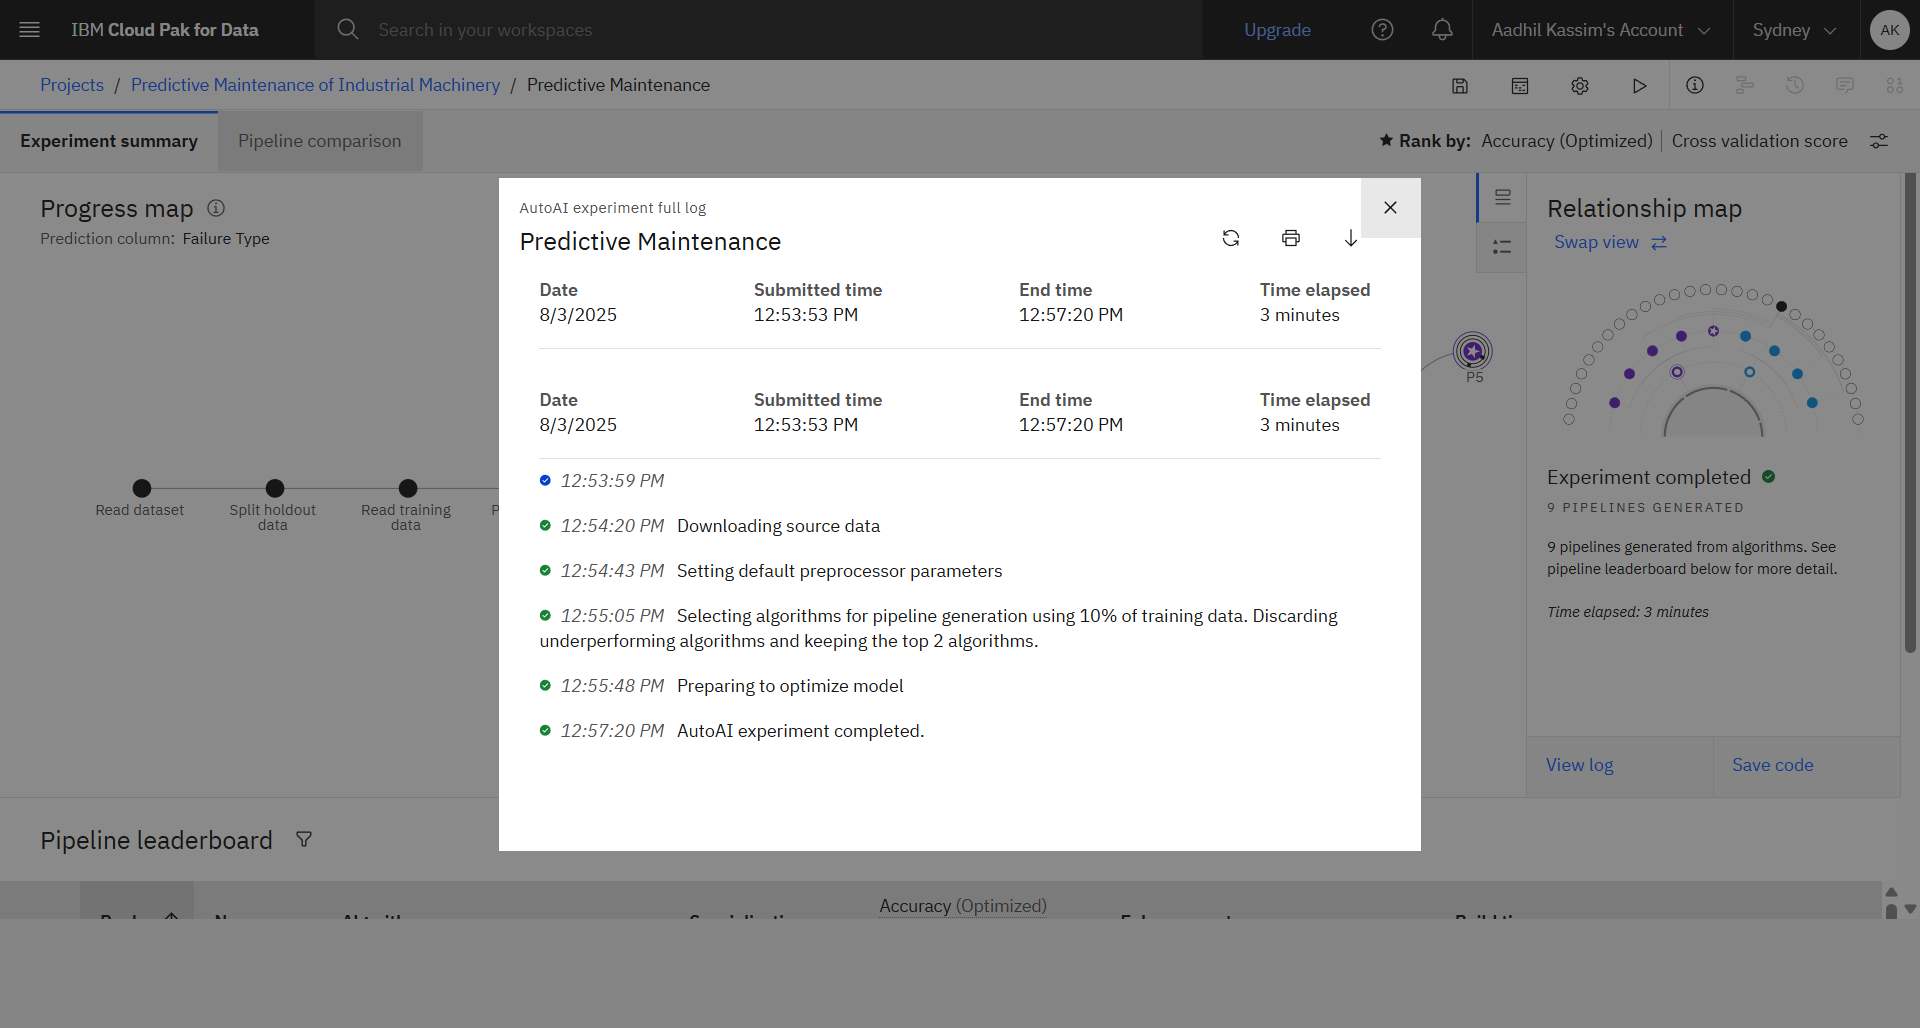 IBM Cloud Pak for Data
Search in your workspaces
Upgrade
Aadhil Kassim's Account
Sydney
AK
Projects / Predictive Maintenance of Industrial Machinery / Predictive Maintenance
Experiment summary
Pipeline comparison
Rank by: Accuracy (Optimized) | Cross validation score
Progress map
Prediction column: Failure Type
Read dataset
Split holdout
data
Read training
data
P
AutoAI experiment full log
Predictive Maintenance
Date Submitted time End time Time elapsed
8/3/2025 12:53:53 PM 12:57:20 PM 3 minutes
Date Submitted time End time Time elapsed
8/3/2025 12:53:53 PM 12:57:20 PM 3 minutes
12:53:59 PM
12:54:20 PM Downloading source data
12:54:43 PM Setting default preprocessor parameters
12:55:05 PM Selecting algorithms for pipeline generation using 10% of training data. Discarding
underperforming algorithms and keeping the top 2 algorithms.
12:55:48 PM Preparing to optimize model
12:57:20 PM AutoAI experiment completed.
P5
Relationship map
Swap view
Experiment completed
9 PIPELINES GENERATED
9 pipelines generated from algorithms. See
pipeline leaderboard below for more detail.
Time elapsed: 3 minutes
View log
Save code
Pipeline leaderboard
Accuracy (Optimized)